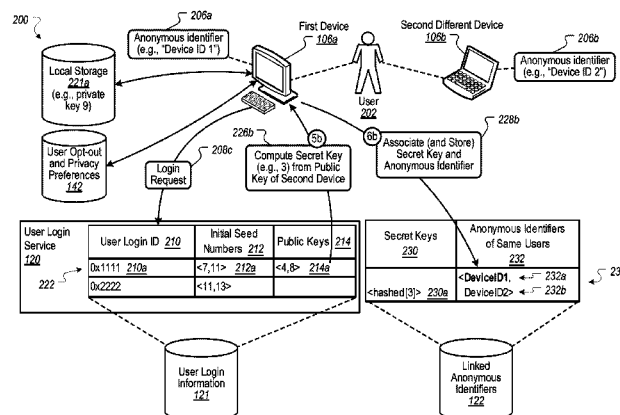 200
206a
Anonymous identifier
(e.g., "Device ID 1")
First Device
106a
Second Different Device
106b
206b
Anonymous identifier
(e.g., "Device ID 2")
Local Storage
221a
(e.g., private
key 9)
User
202
User Opt-out
and Privacy
Preferences
142
208c
Login
Request
226b
5b
Compute Secret Key
(e.g., 3) from Public
Key of Second Device
6b
228b
Associate (and Store)
Secret Key and
Anonymous Identifier
User Login
Service
120
222
User Login ID 210
Initial Seed
Numbers 212
Public Keys 214
0x1111 210a
<7,11> 212a
<4,8> 214a
0x2222
<11,13>
Secret Keys
230
Anonymous Identifiers
of Same Users
232
<hashed[3]> 230a
<DeviceID1, 232a
DeviceID2> 232b
User Login
Information
121
Linked
Anonymous
Identifiers
122